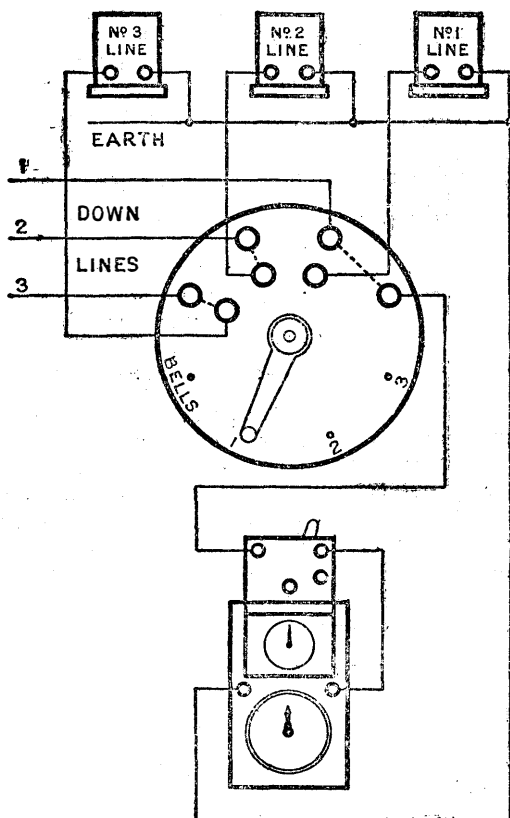 No 3
LINE
No 2
LINE
No 1
LINE
EARTH
1
DOWN
2
LINES
3
BELLS
1
2
3